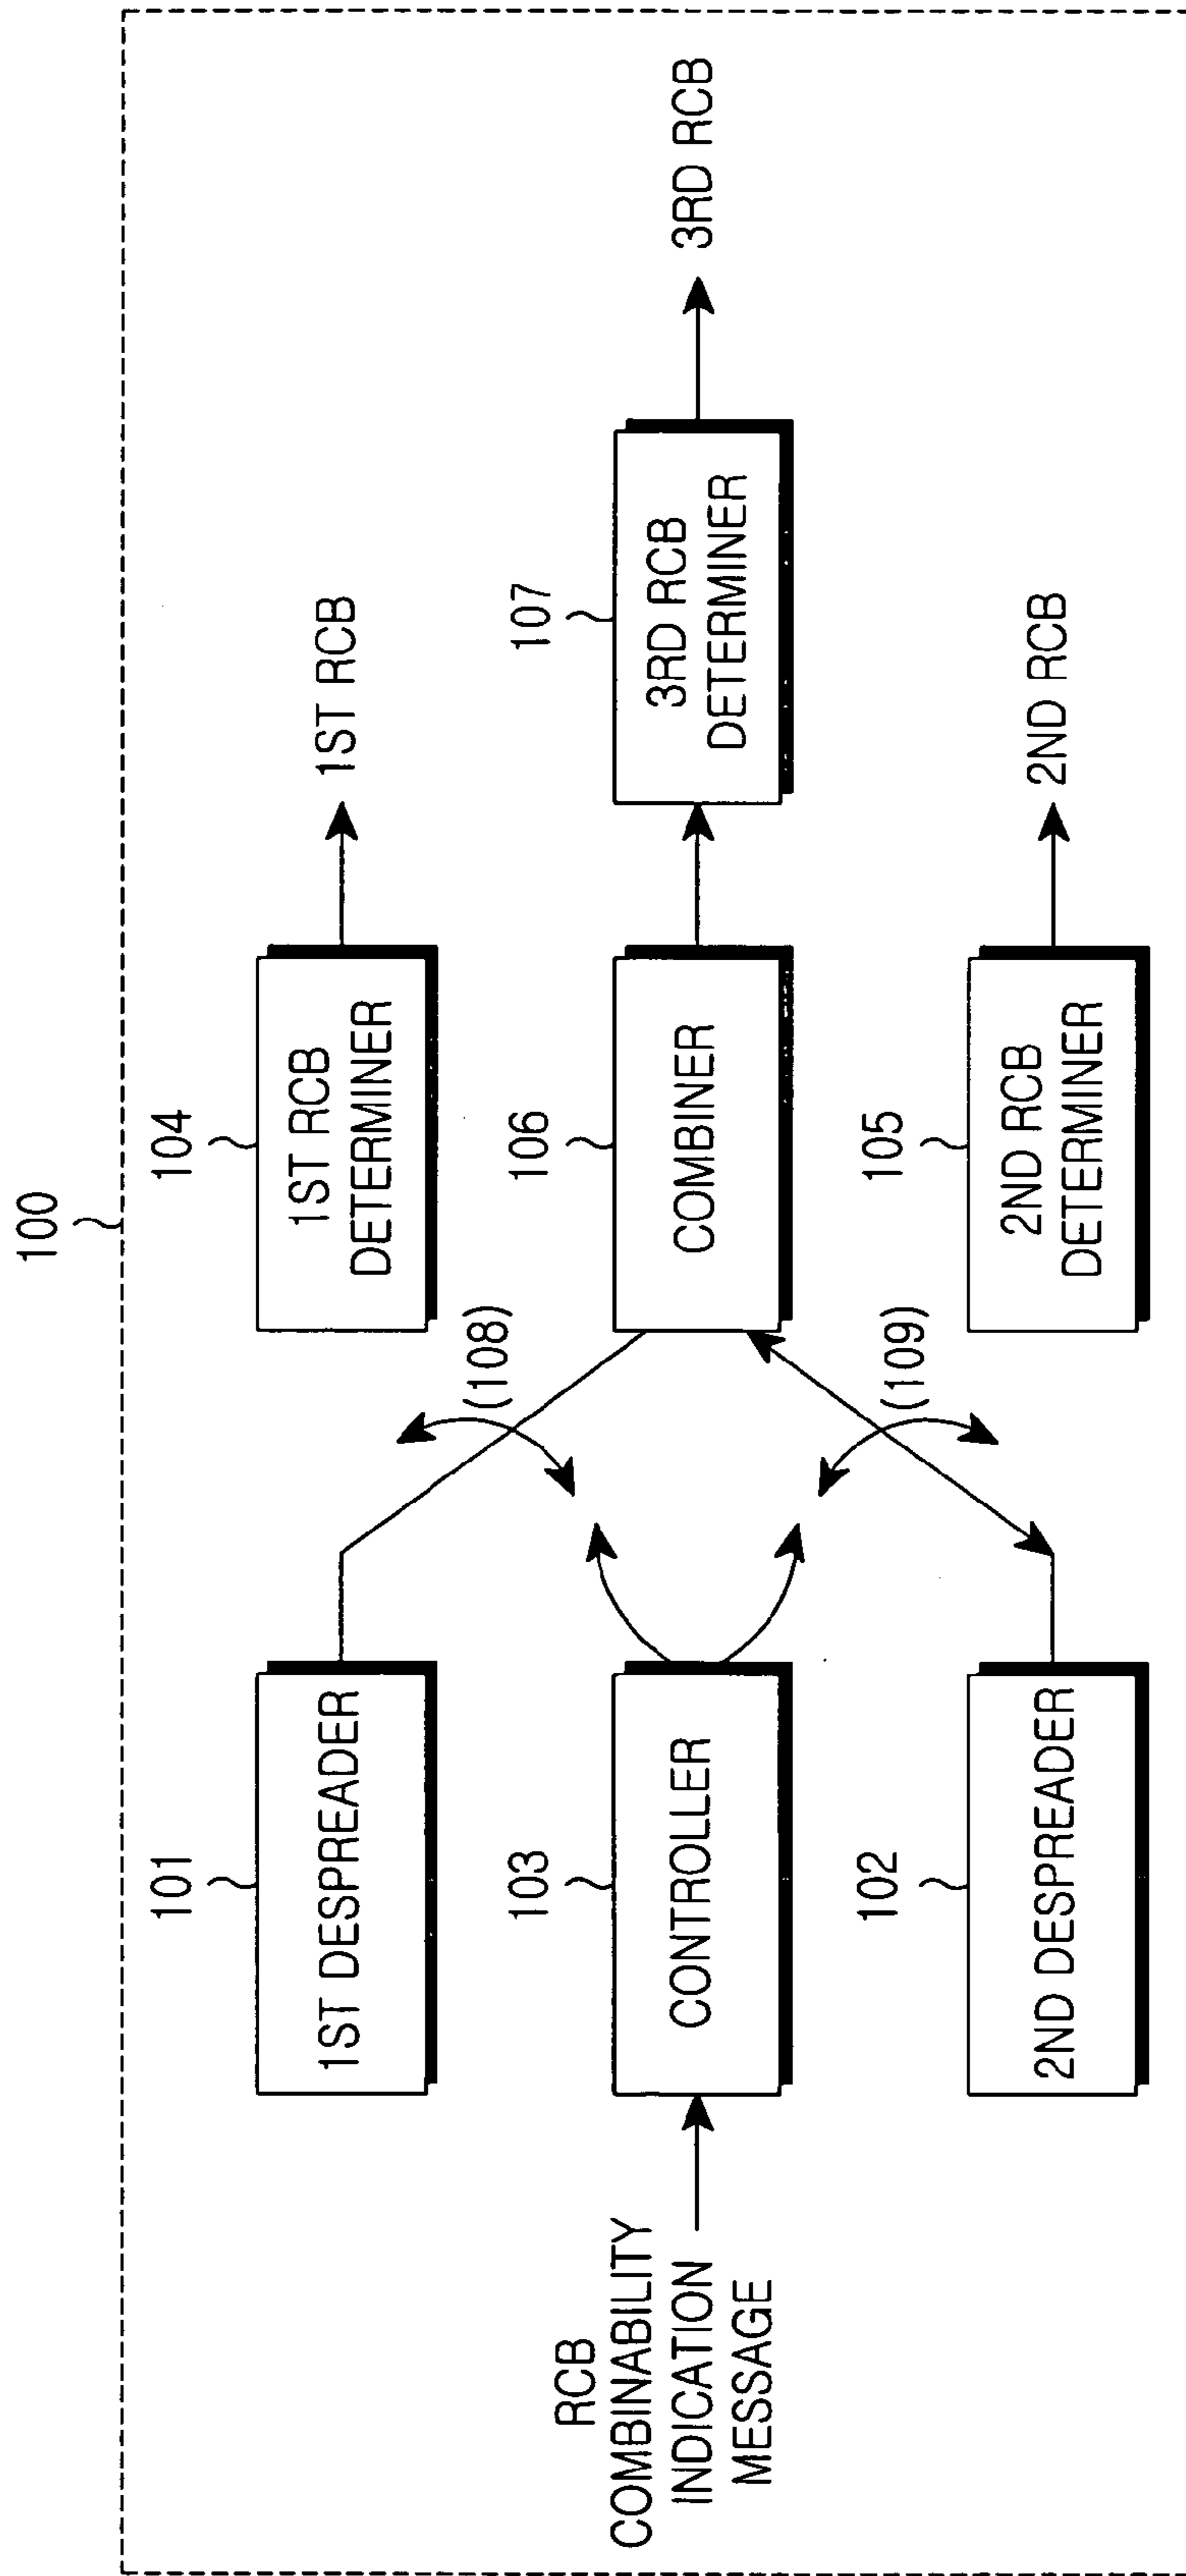 100
101
1ST DESPREADER
104
1ST RCB
DETERMINER
1ST RCB
(108)
RCB
COMBINABILITY
INDICATION
MESSAGE
103
CONTROLLER
106
COMBINER
107
3RD RCB
DETERMINER
3RD RCB
(109)
102
2ND DESPREADER
105
2ND RCB
DETERMINER
2ND RCB